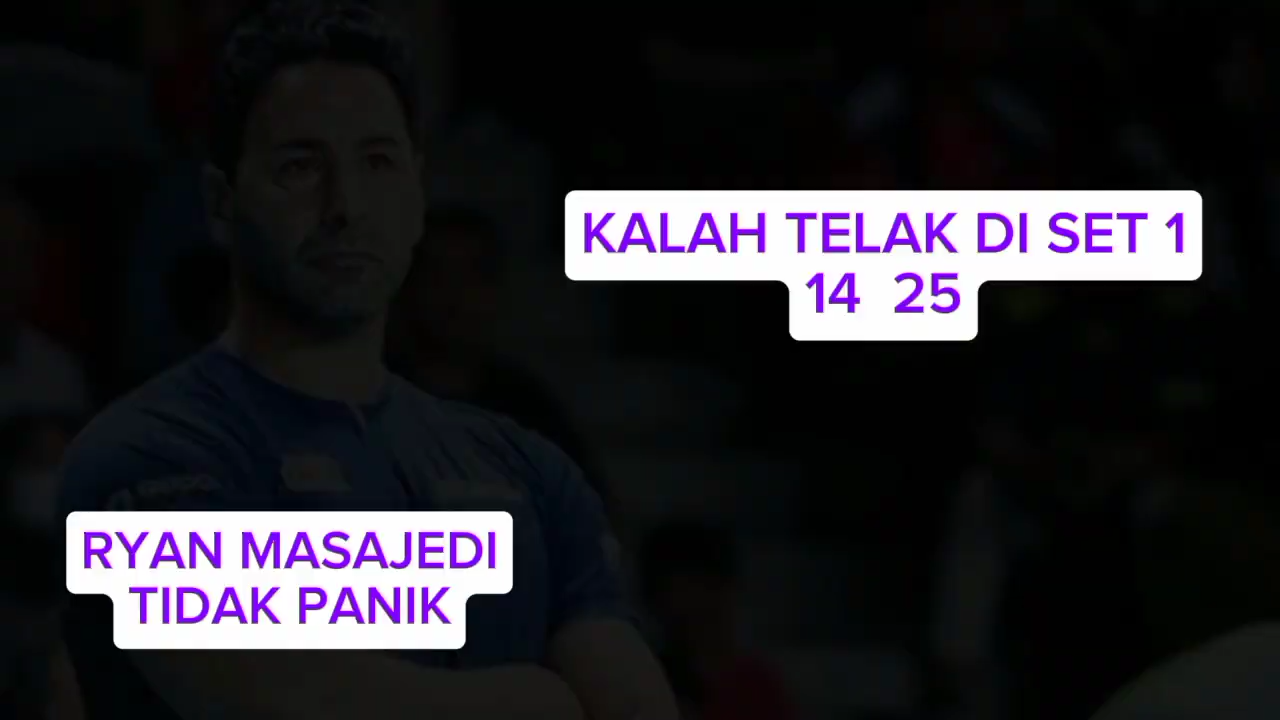 KALAH TELAK DI SET 1
14 25
RYAN MASAJEDI
TIDAK PANIK